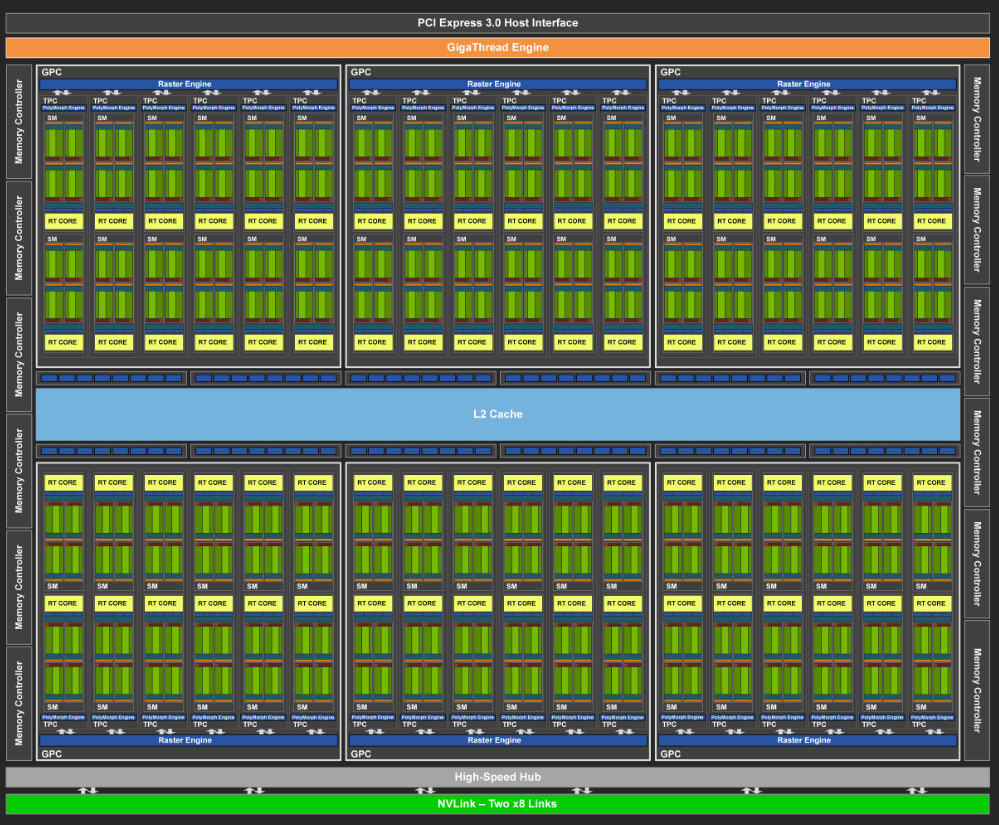 PCI Express 3.0 Host Interface
GigaThread Engine
Memory Controller
Memory Controller
Memory Controller
Memory Controller
Memory Controller
Memory Controller
GPC GPC GPC
Raster Engine Raster Engine Raster Engine
TPC TPC TPC TPC TPC TPC TPC TPC TPC TPC TPC TPC TPC TPC TPC TPC TPC TPC
PolyMorph Engine PolyMorph Engine PolyMorph Engine PolyMorph Engine PolyMorph Engine PolyMorph Engine PolyMorph Engine PolyMorph Engine PolyMorph Engine PolyMorph Engine PolyMorph Engine PolyMorph Engine PolyMorph Engine PolyMorph Engine PolyMorph Engine PolyMorph Engine PolyMorph Engine PolyMorph Engine
SM SM SM SM SM SM SM SM SM SM SM SM SM SM SM SM SM SM
RT CORE RT CORE RT CORE RT CORE RT CORE RT CORE RT CORE RT CORE RT CORE RT CORE RT CORE RT CORE RT CORE RT CORE RT CORE RT CORE RT CORE RT CORE
SM SM SM SM SM SM SM SM SM SM SM SM SM SM SM SM SM SM
RT CORE RT CORE RT CORE RT CORE RT CORE RT CORE RT CORE RT CORE RT CORE RT CORE RT CORE RT CORE RT CORE RT CORE RT CORE RT CORE RT CORE RT CORE
L2 Cache
RT CORE RT CORE RT CORE RT CORE RT CORE RT CORE RT CORE RT CORE RT CORE RT CORE RT CORE RT CORE RT CORE RT CORE RT CORE RT CORE RT CORE RT CORE
SM SM SM SM SM SM SM SM SM SM SM SM SM SM SM SM SM SM
RT CORE RT CORE RT CORE RT CORE RT CORE RT CORE RT CORE RT CORE RT CORE RT CORE RT CORE RT CORE RT CORE RT CORE RT CORE RT CORE RT CORE RT CORE
SM SM SM SM SM SM SM SM SM SM SM SM SM SM SM SM SM SM
PolyMorph Engine PolyMorph Engine PolyMorph Engine PolyMorph Engine PolyMorph Engine PolyMorph Engine PolyMorph Engine PolyMorph Engine PolyMorph Engine PolyMorph Engine PolyMorph Engine PolyMorph Engine PolyMorph Engine PolyMorph Engine PolyMorph Engine PolyMorph Engine PolyMorph Engine PolyMorph Engine
TPC TPC TPC TPC TPC TPC TPC TPC TPC TPC TPC TPC TPC TPC TPC TPC TPC TPC
Raster Engine Raster Engine Raster Engine
GPC GPC GPC
Memory Controller
Memory Controller
Memory Controller
Memory Controller
Memory Controller
Memory Controller
High-Speed Hub
NVLink – Two x8 Links